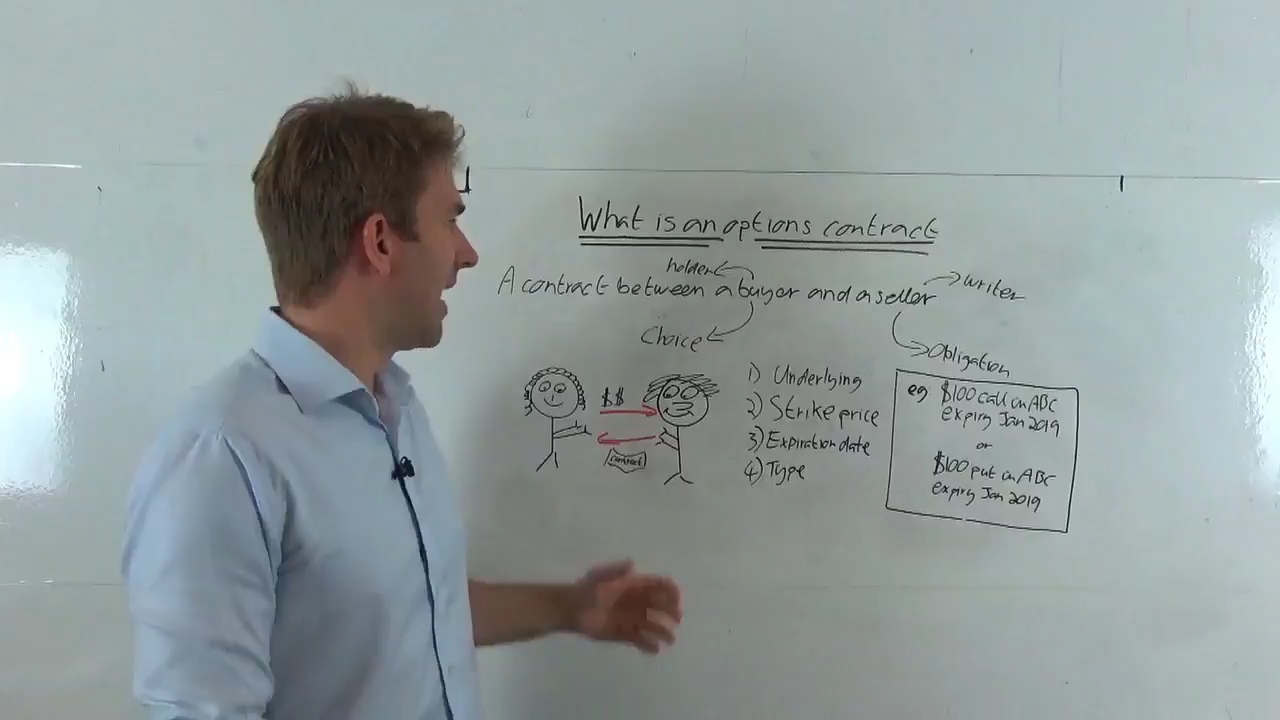 What is an options contract
holder
A contract between a buyer and a seller
writer
Choice
Obligation
$$
contract
1) Underlying
2) Strike price
3) Expiration date
4) Type
eg $100 call on ABC
expiry Jan 2019
or
$100 put on ABC
expiry Jan 2019